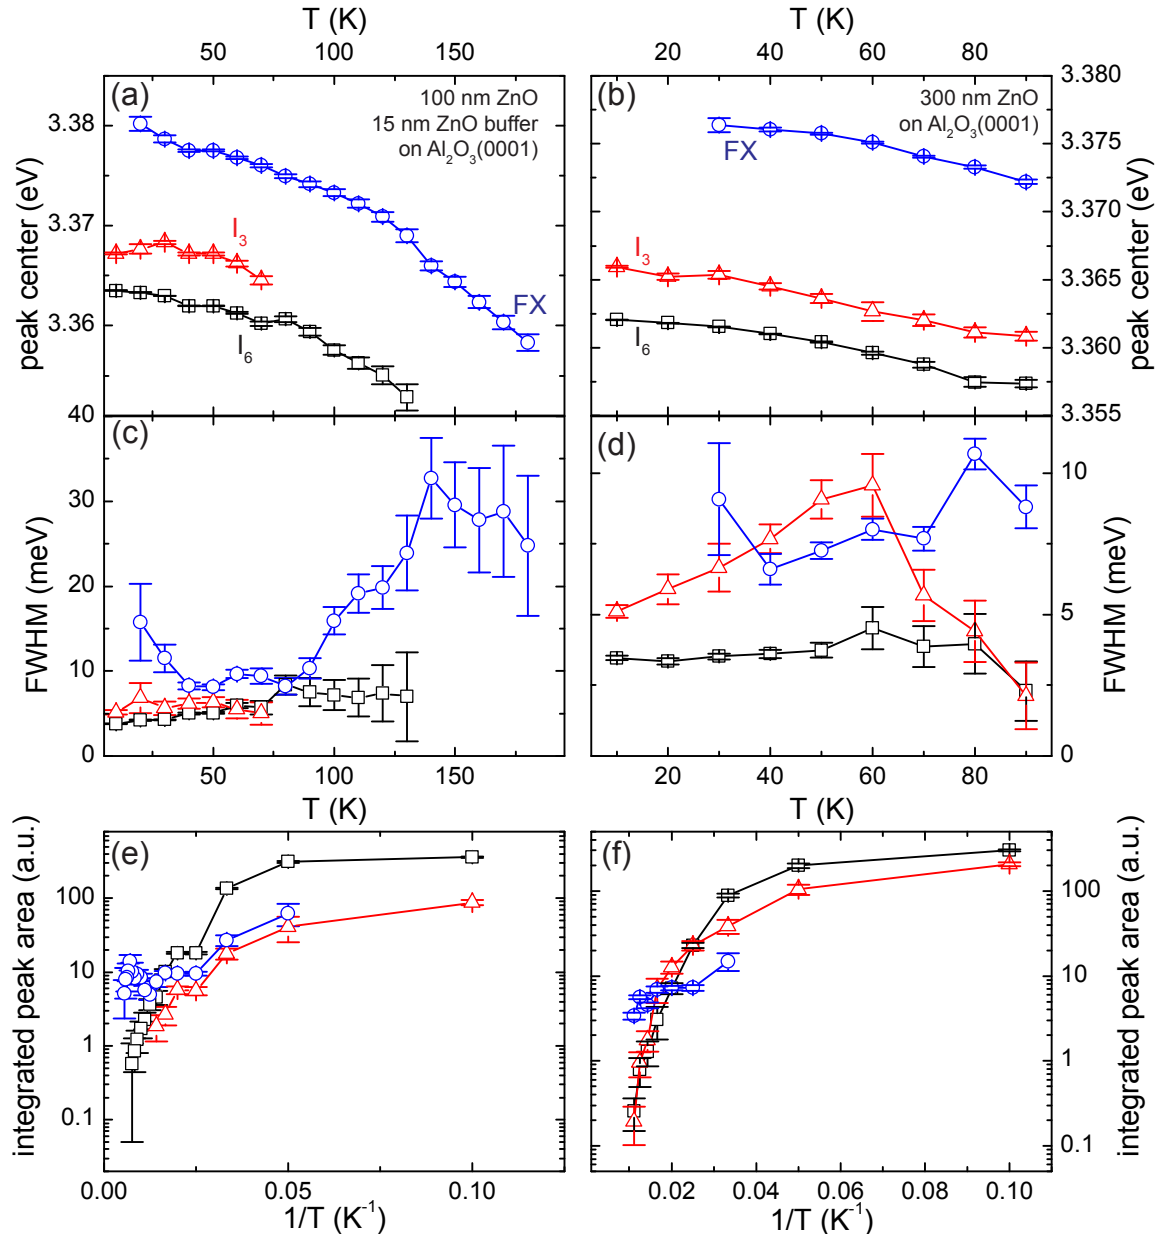 T (K)
T (K)
50 100 150
20 40 60 80
(a)
100 nm ZnO
15 nm ZnO buffer
on Al₂O₃(0001)
(b)
300 nm ZnO
on Al₂O₃(0001)
peak center (eV)
3.38
3.37
3.36
I₃
I₆
FX
FX
I₃
I₆
3.380
3.375
3.370
3.365
3.360
3.355
peak center (eV)
(c)
(d)
FWHM (meV)
40
30
20
10
0
10
5
0
FWHM (meV)
50 100 150
20 40 60 80
T (K)
T (K)
(e)
(f)
integrated peak area (a.u.)
100
10
1
0.1
100
10
1
0.1
integrated peak area (a.u.)
0.00 0.05 0.10
0.02 0.04 0.06 0.08 0.10
1/T (K⁻¹)
1/T (K⁻¹)